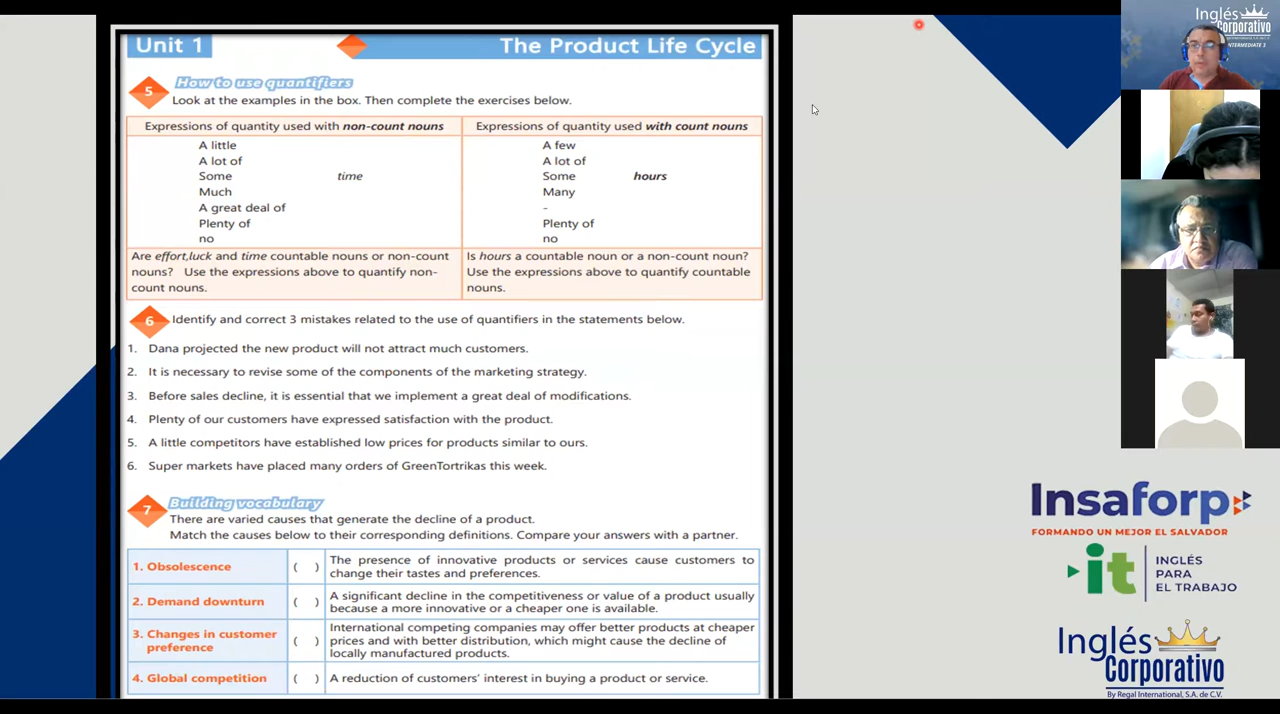 Unit 1
The Product Life Cycle
5
How to use quantifiers
Look at the examples in the box. Then complete the exercises below.
Expressions of quantity used with non-count nouns
A little
A lot of
Some time
Much
A great deal of
Plenty of
no
Are effort,luck and time countable nouns or non-count
nouns? Use the expressions above to quantify non-
count nouns.
Expressions of quantity used with count nouns
A few
A lot of
Some hours
Many
-
Plenty of
no
Is hours a countable noun or a non-count noun?
Use the expressions above to quantify countable
nouns.
6
Identify and correct 3 mistakes related to the use of quantifiers in the statements below.
1. Dana projected the new product will not attract much customers.
2. It is necessary to revise some of the components of the marketing strategy.
3. Before sales decline, it is essential that we implement a great deal of modifications.
4. Plenty of our customers have expressed satisfaction with the product.
5. A little competitors have established low prices for products similar to ours.
6. Super markets have placed many orders of GreenTortrikas this week.
7
Building vocabulary
There are varied causes that generate the decline of a product.
Match the causes below to their corresponding definitions. Compare your answers with a partner.
1. Obsolescence ( ) The presence of innovative products or services cause customers to
change their tastes and preferences.
2. Demand downturn ( ) A significant decline in the competitiveness or value of a product usually
because a more innovative or a cheaper one is available.
3. Changes in customer
preference
( ) International competing companies may offer better products at cheaper
prices and with better distribution, which might cause the decline of
locally manufactured products.
4. Global competition ( ) A reduction of customers' interest in buying a product or service.
Inglés
Corporativo
INTERMEDIATE 3
Insaforp
FORMANDO UN MEJOR EL SALVADOR
it
INGLÉS
PARA
EL TRABAJO
Inglés
Corporativo
By Regal International, S.A. de C.V.